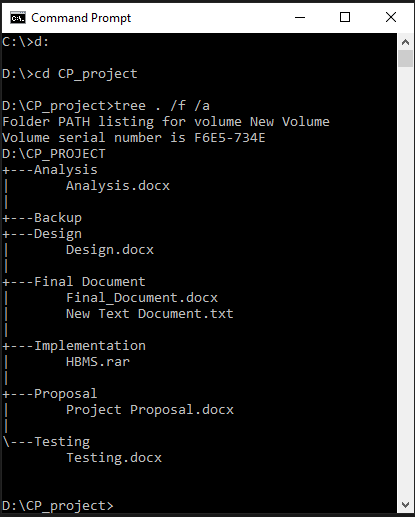 Command Prompt
C:\>d:
D:\>cd CP_project
D:\CP_project>tree . /f /a
Folder PATH listing for volume New Volume
Volume serial number is F6E5-734E
D:\CP_PROJECT
+---Analysis
|       Analysis.docx
|
+---Backup
+---Design
|       Design.docx
|
+---Final Document
|       Final_Document.docx
|       New Text Document.txt
|
+---Implementation
|       HBMS.rar
|
+---Proposal
|       Project Proposal.docx
|
\---Testing
        Testing.docx
D:\CP_project>